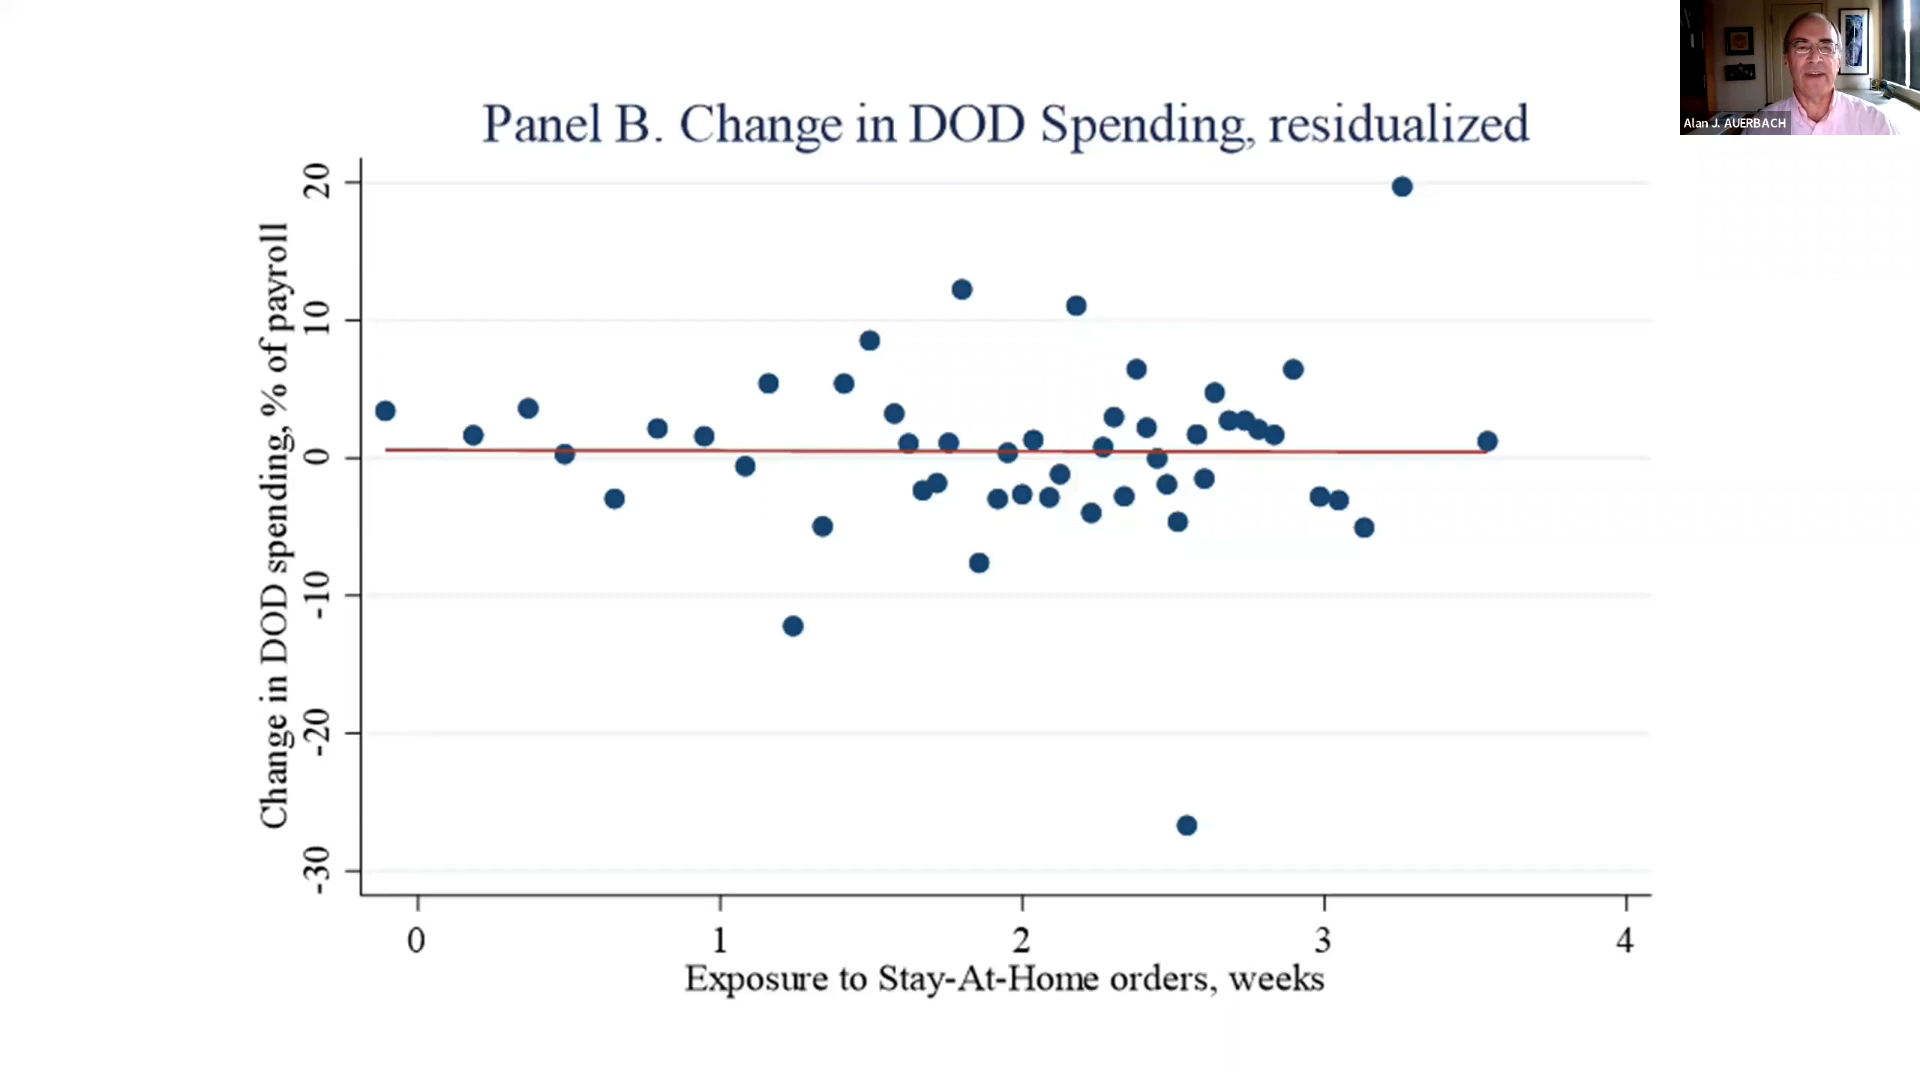 Alan J. AUERBACH
Panel B. Change in DOD Spending, residualized
Change in DOD spending, % of payroll
20
10
0
-10
-20
-30
0
1
2
3
4
Exposure to Stay-At-Home orders, weeks